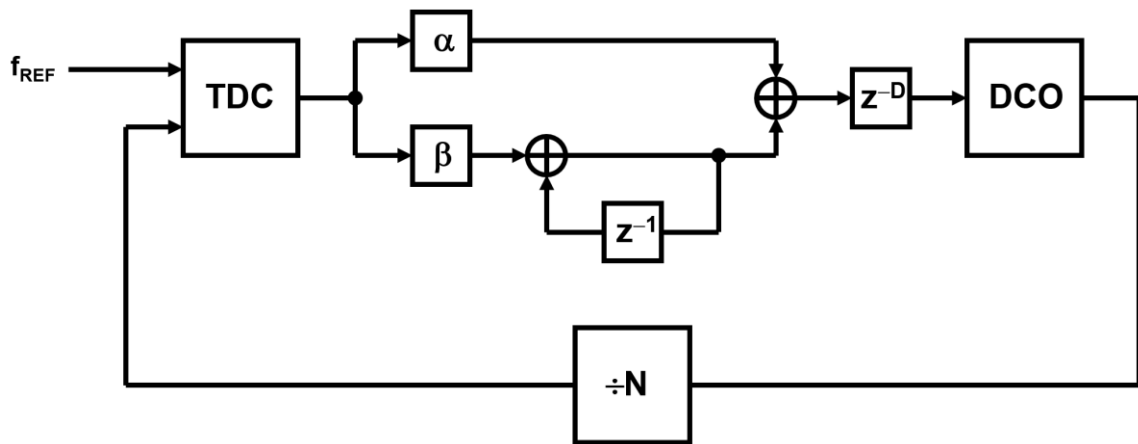 f_REF
TDC
α
β
z⁻¹
z⁻ᴰ
DCO
÷N